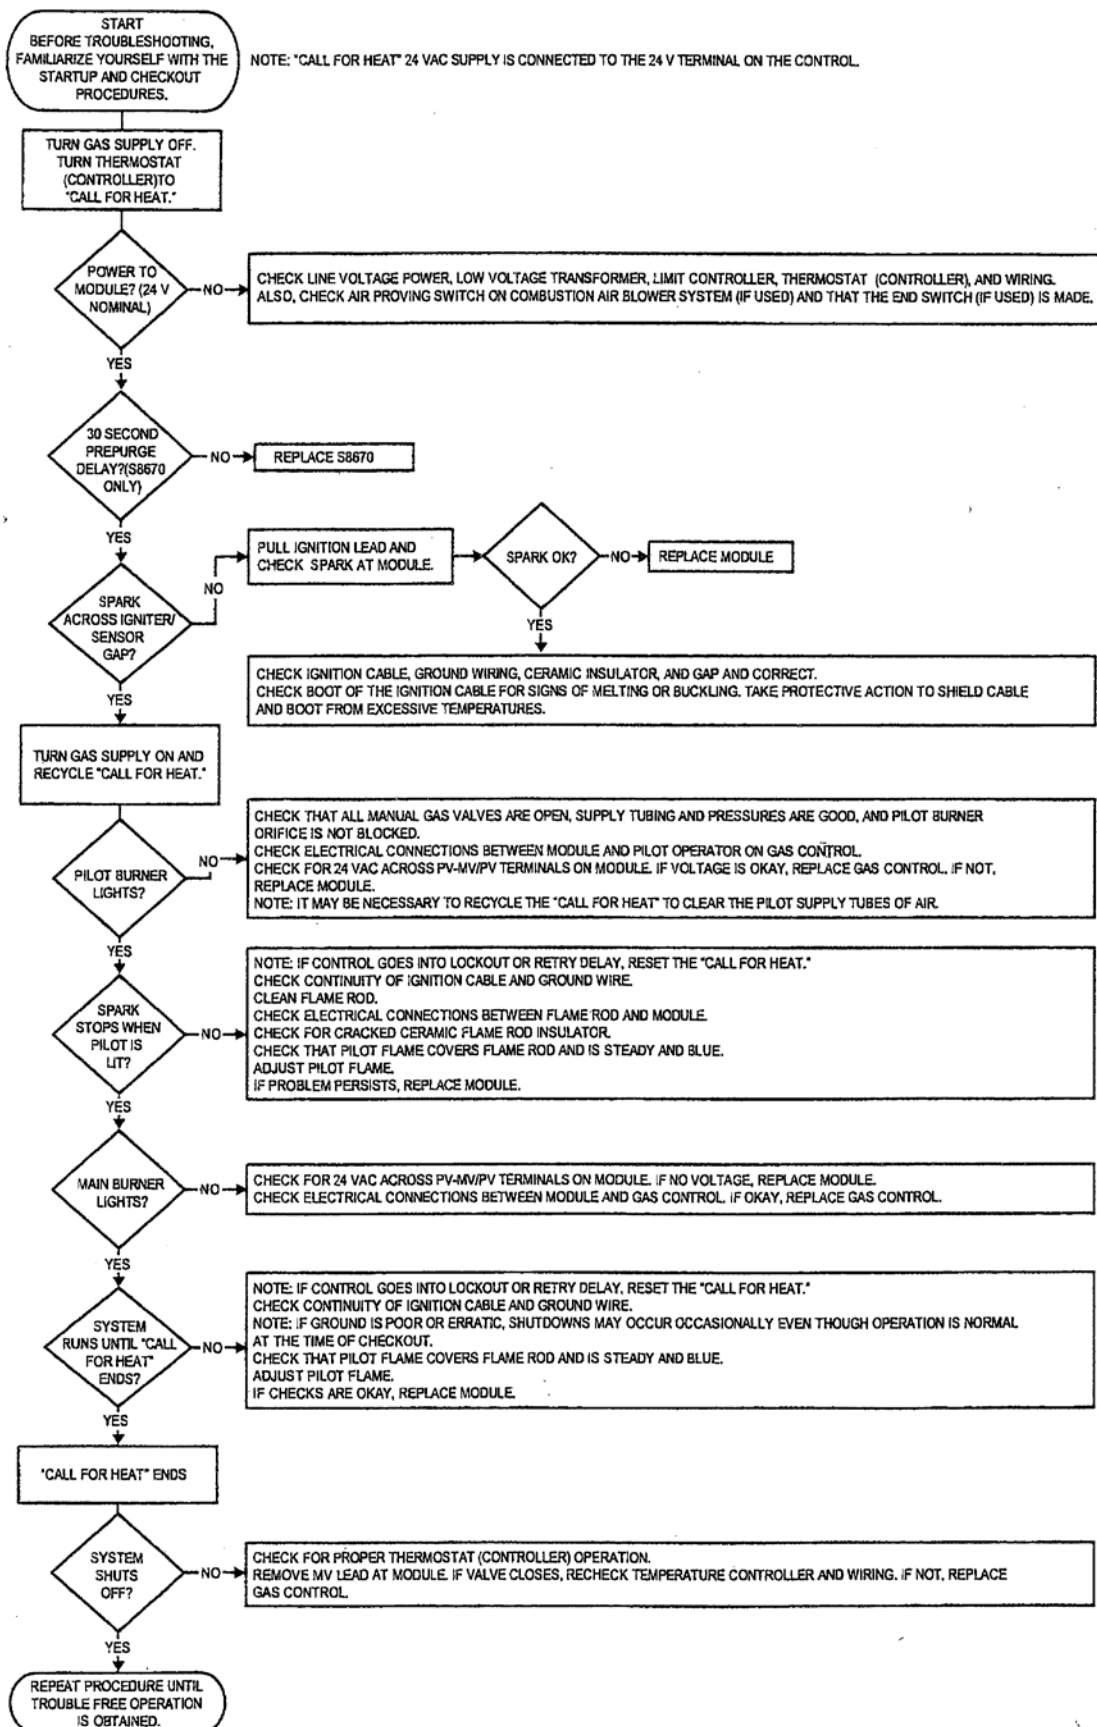 START
BEFORE TROUBLESHOOTING,
FAMILIARIZE YOURSELF WITH THE
STARTUP AND CHECKOUT
PROCEDURES.
NOTE: "CALL FOR HEAT" 24 VAC SUPPLY IS CONNECTED TO THE 24 V TERMINAL ON THE CONTROL.
TURN GAS SUPPLY OFF.
TURN THERMOSTAT
(CONTROLLER)TO
"CALL FOR HEAT."
POWER TO
MODULE? (24 V
NOMINAL)
NO
CHECK LINE VOLTAGE POWER, LOW VOLTAGE TRANSFORMER, LIMIT CONTROLLER, THERMOSTAT (CONTROLLER), AND WIRING.
ALSO, CHECK AIR PROVING SWITCH ON COMBUSTION AIR BLOWER SYSTEM (IF USED) AND THAT THE END SWITCH (IF USED) IS MADE.
YES
30 SECOND
PREPURGE
DELAY?(S8670
ONLY)
NO
REPLACE S8670
YES
SPARK
ACROSS IGNITER/
SENSOR
GAP?
NO
PULL IGNITION LEAD AND
CHECK SPARK AT MODULE.
SPARK OK?
NO
REPLACE MODULE
YES
CHECK IGNITION CABLE, GROUND WIRING, CERAMIC INSULATOR, AND GAP AND CORRECT.
CHECK BOOT OF THE IGNITION CABLE FOR SIGNS OF MELTING OR BUCKLING. TAKE PROTECTIVE ACTION TO SHIELD CABLE
AND BOOT FROM EXCESSIVE TEMPERATURES.
YES
TURN GAS SUPPLY ON AND
RECYCLE "CALL FOR HEAT."
PILOT BURNER
LIGHTS?
NO
CHECK THAT ALL MANUAL GAS VALVES ARE OPEN, SUPPLY TUBING AND PRESSURES ARE GOOD, AND PILOT BURNER
ORIFICE IS NOT BLOCKED.
CHECK ELECTRICAL CONNECTIONS BETWEEN MODULE AND PILOT OPERATOR ON GAS CONTROL.
CHECK FOR 24 VAC ACROSS PV-MV/PV TERMINALS ON MODULE. IF VOLTAGE IS OKAY, REPLACE GAS CONTROL. IF NOT,
REPLACE MODULE.
NOTE: IT MAY BE NECESSARY TO RECYCLE THE "CALL FOR HEAT" TO CLEAR THE PILOT SUPPLY TUBES OF AIR.
YES
SPARK
STOPS WHEN
PILOT IS
LIT?
NO
NOTE: IF CONTROL GOES INTO LOCKOUT OR RETRY DELAY, RESET THE "CALL FOR HEAT."
CHECK CONTINUITY OF IGNITION CABLE AND GROUND WIRE.
CLEAN FLAME ROD.
CHECK ELECTRICAL CONNECTIONS BETWEEN FLAME ROD AND MODULE.
CHECK FOR CRACKED CERAMIC FLAME ROD INSULATOR.
CHECK THAT PILOT FLAME COVERS FLAME ROD AND IS STEADY AND BLUE.
ADJUST PILOT FLAME.
IF PROBLEM PERSISTS, REPLACE MODULE.
YES
MAIN BURNER
LIGHTS?
NO
CHECK FOR 24 VAC ACROSS PV-MV/PV TERMINALS ON MODULE. IF NO VOLTAGE, REPLACE MODULE.
CHECK ELECTRICAL CONNECTIONS BETWEEN MODULE AND GAS CONTROL. IF OKAY, REPLACE GAS CONTROL.
YES
SYSTEM
RUNS UNTIL "CALL
FOR HEAT"
ENDS?
NO
NOTE: IF CONTROL GOES INTO LOCKOUT OR RETRY DELAY, RESET THE "CALL FOR HEAT."
CHECK CONTINUITY OF IGNITION CABLE AND GROUND WIRE.
NOTE: IF GROUND IS POOR OR ERRATIC, SHUTDOWNS MAY OCCUR OCCASIONALLY EVEN THOUGH OPERATION IS NORMAL
AT THE TIME OF CHECKOUT.
CHECK THAT PILOT FLAME COVERS FLAME ROD AND IS STEADY AND BLUE.
ADJUST PILOT FLAME.
IF CHECKS ARE OKAY, REPLACE MODULE.
YES
"CALL FOR HEAT" ENDS
SYSTEM
SHUTS
OFF?
NO
CHECK FOR PROPER THERMOSTAT (CONTROLLER) OPERATION.
REMOVE MV LEAD AT MODULE. IF VALVE CLOSES, RECHECK TEMPERATURE CONTROLLER AND WIRING. IF NOT, REPLACE
GAS CONTROL.
YES
REPEAT PROCEDURE UNTIL
TROUBLE FREE OPERATION
IS OBTAINED.